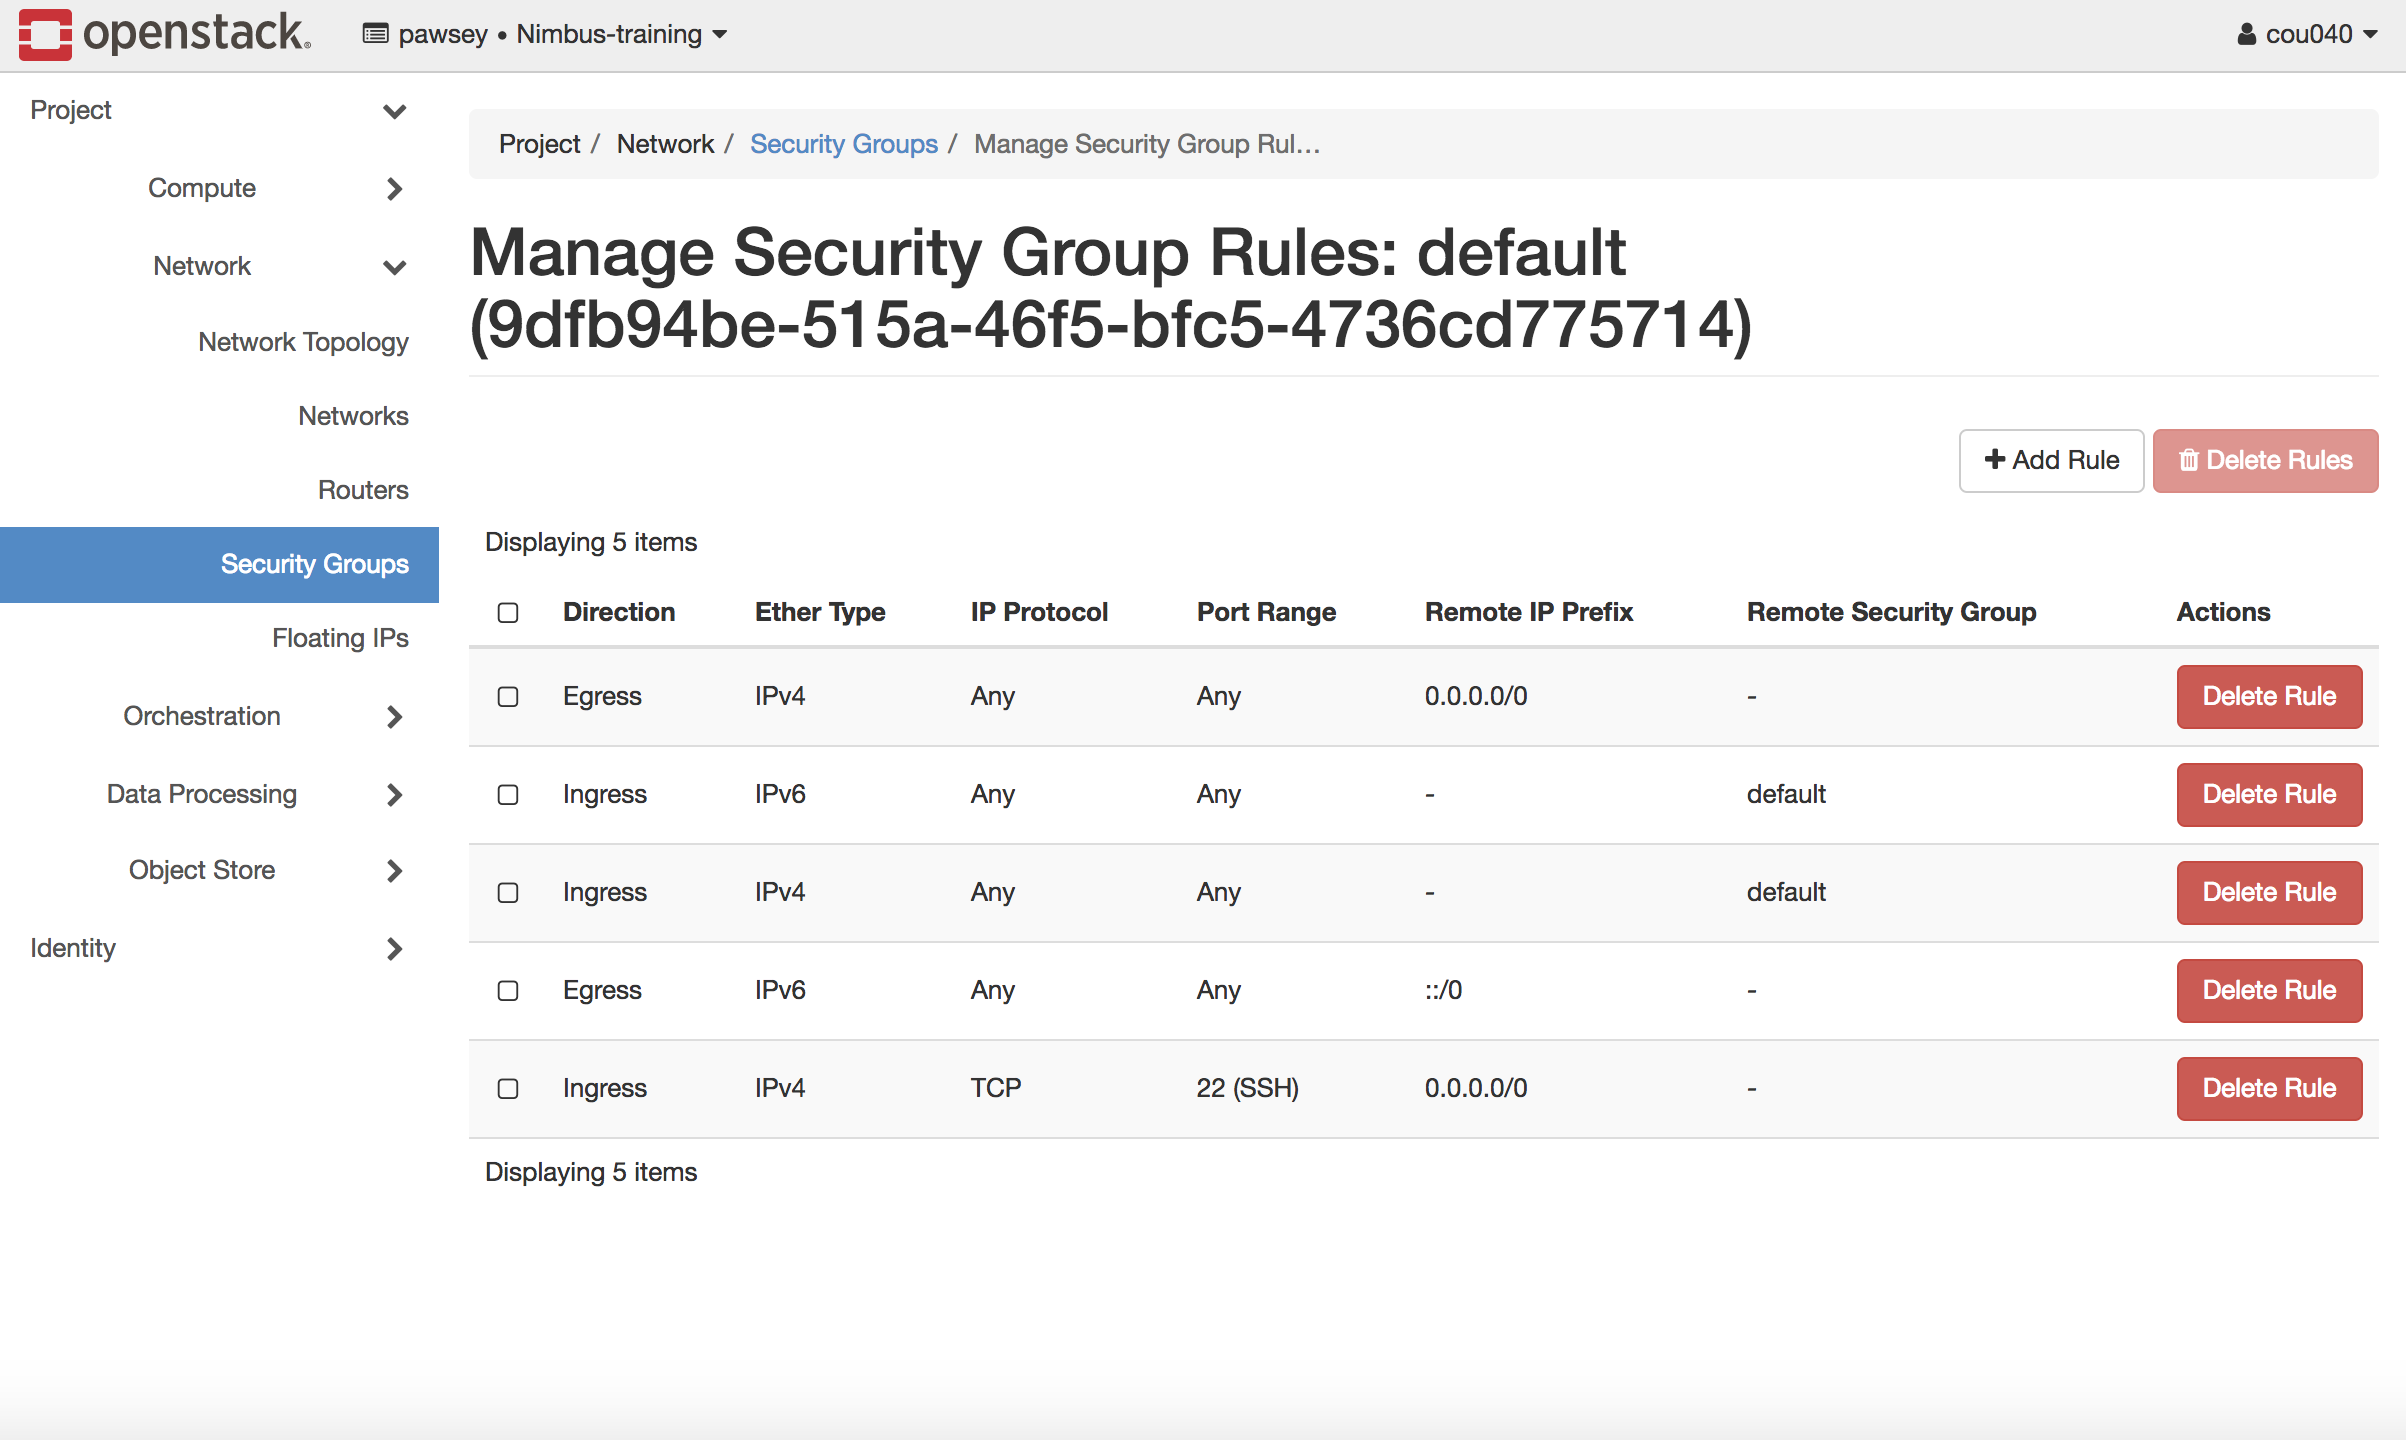 openstack. pawsey • Nimbus-training cou040
Project
Compute
Network
Network Topology
Networks
Routers
Security Groups
Floating IPs
Orchestration
Data Processing
Object Store
Identity
Project / Network / Security Groups / Manage Security Group Rul...
Manage Security Group Rules: default
(9dfb94be-515a-46f5-bfc5-4736cd775714)
+ Add Rule Delete Rules
Displaying 5 items
Direction Ether Type IP Protocol Port Range Remote IP Prefix Remote Security Group Actions
Egress IPv4 Any Any 0.0.0.0/0 - Delete Rule
Ingress IPv6 Any Any - default Delete Rule
Ingress IPv4 Any Any - default Delete Rule
Egress IPv6 Any Any ::/0 - Delete Rule
Ingress IPv4 TCP 22 (SSH) 0.0.0.0/0 - Delete Rule
Displaying 5 items